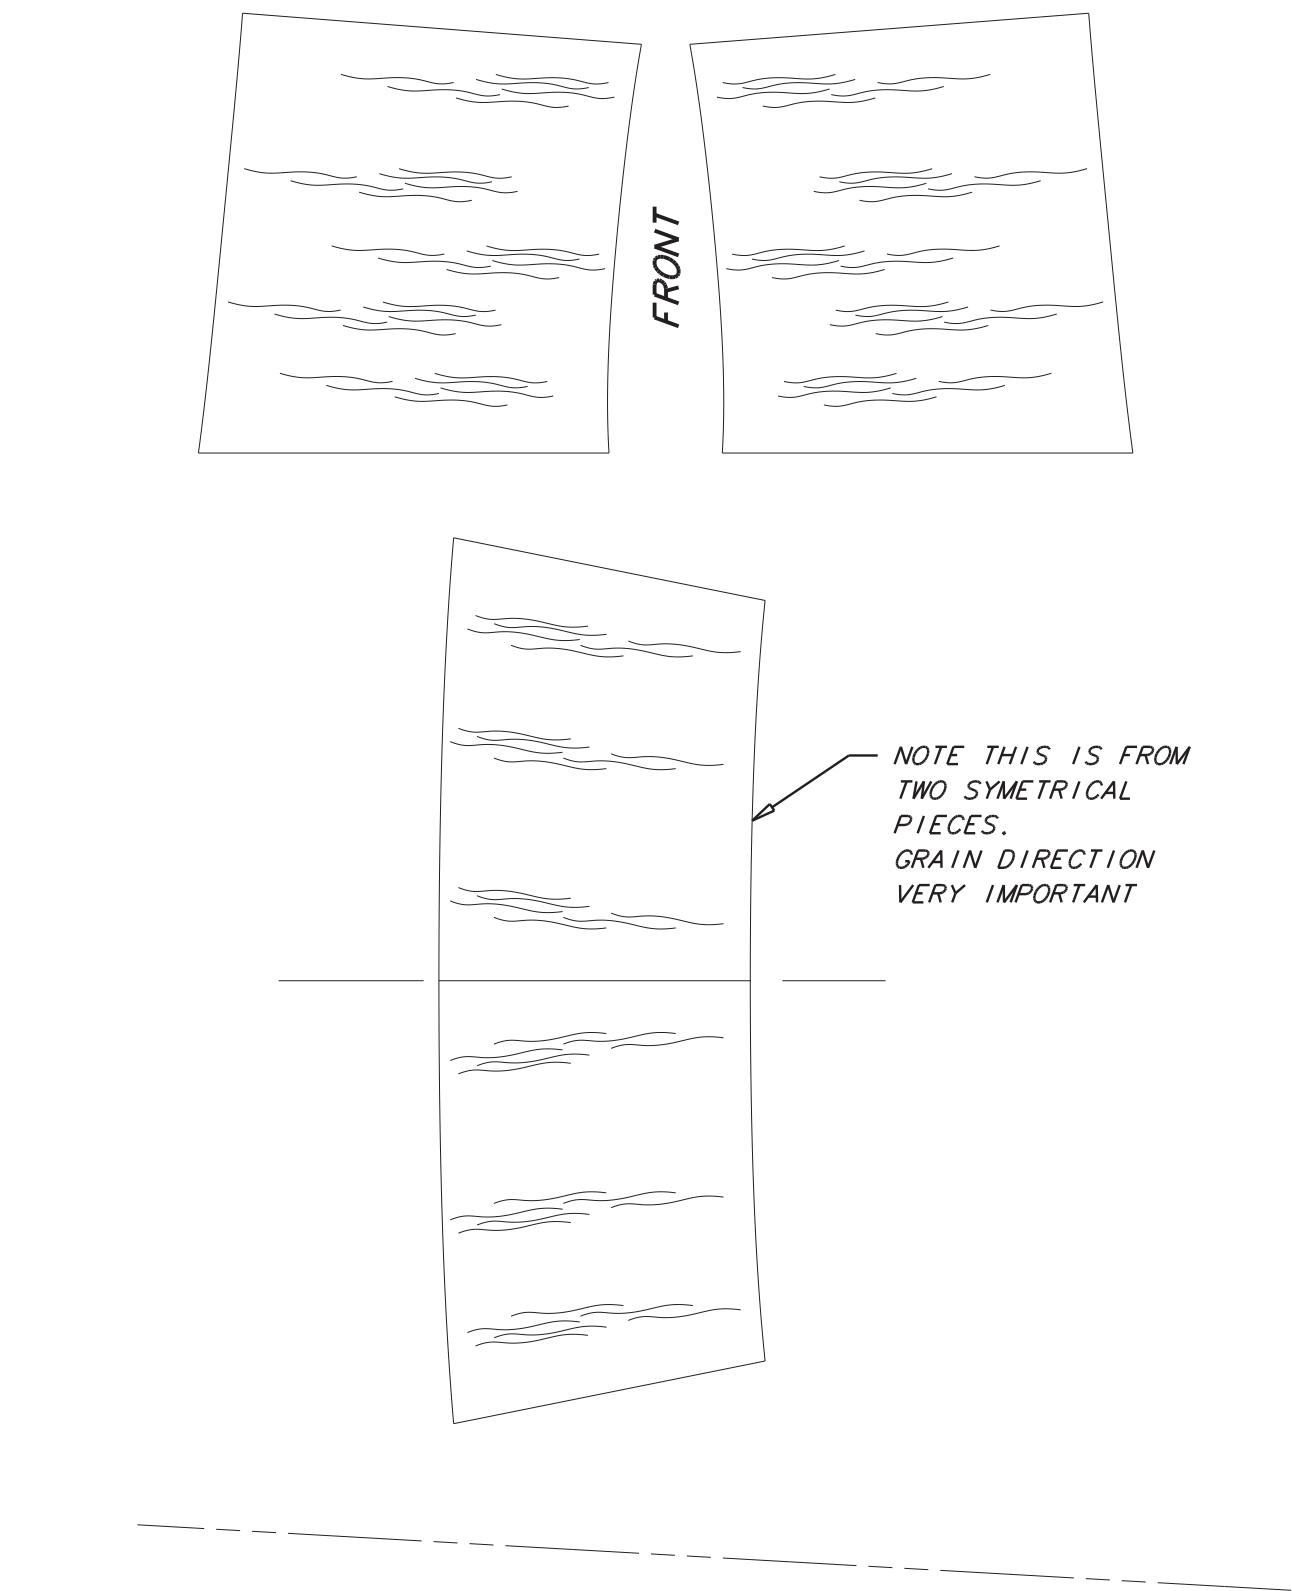 FRONT
NOTE THIS IS FROM
TWO SYMETRICAL
PIECES.
GRAIN DIRECTION
VERY IMPORTANT